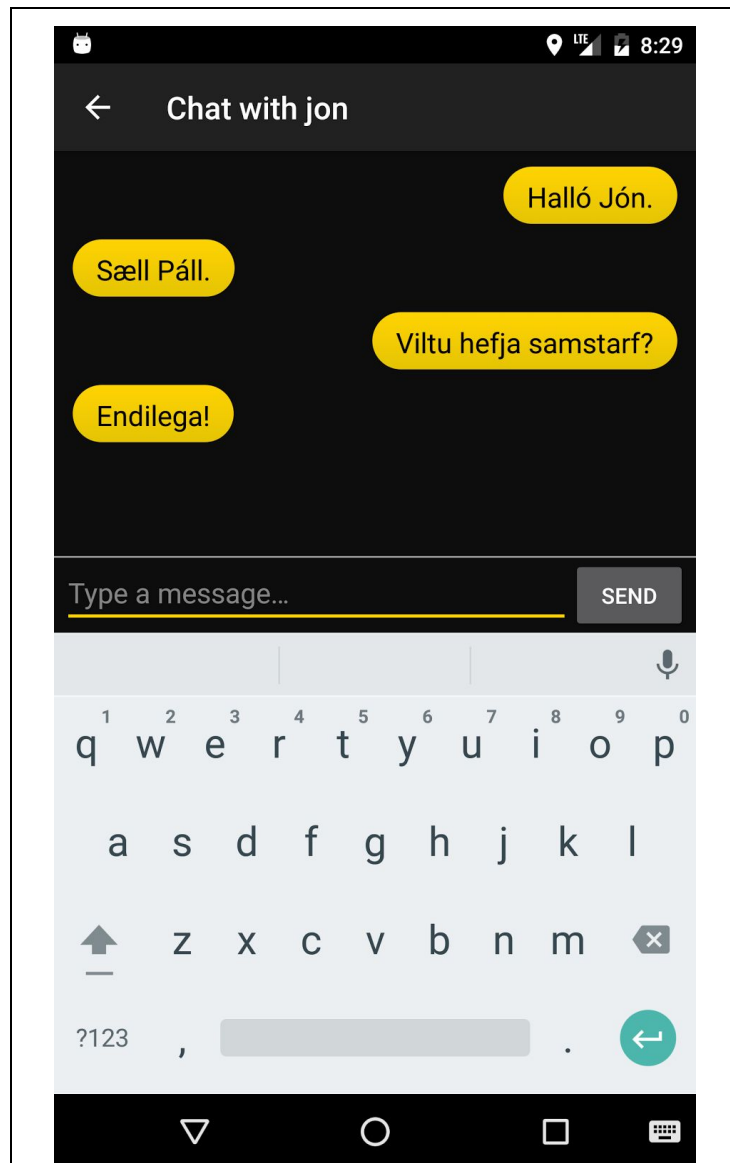 LTE 8:29
Chat with jon
Halló Jón.
Sæll Páll.
Viltu hefja samstarf?
Endilega!
Type a message...
SEND
1 2 3 4 5 6 7 8 9 0
q w e r t y u i o p
a s d f g h j k l
z x c v b n m
?123 , .